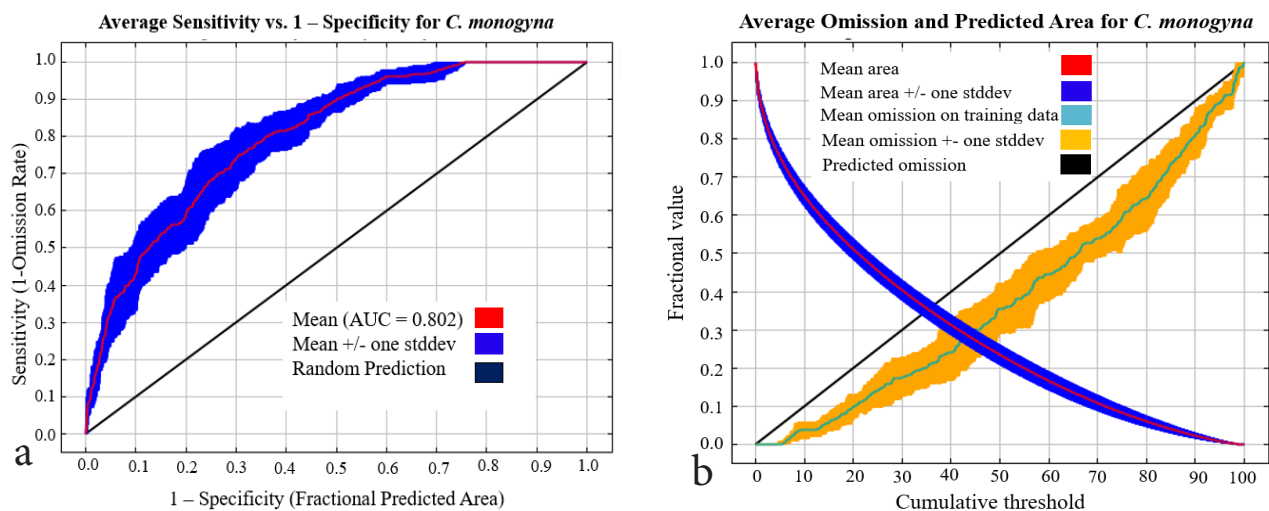 Average Sensitivity vs. 1 – Specificity for C. monogyna
Sensitivity (1-Omission Rate)
1.0
0.9
0.8
0.7
0.6
0.5
0.4
0.3
0.2
0.1
0.0
Mean (AUC = 0.802)
Mean +/- one stddev
Random Prediction
0.0 0.1 0.2 0.3 0.4 0.5 0.6 0.7 0.8 0.9 1.0
1 – Specificity (Fractional Predicted Area)
a
Average Omission and Predicted Area for C. monogyna
Fractional value
1.0
0.9
0.8
0.7
0.6
0.5
0.4
0.3
0.2
0.1
0.0
Mean area
Mean area +/- one stddev
Mean omission on training data
Mean omission +- one stddev
Predicted omission
0 10 20 30 40 50 60 70 80 90 100
Cumulative threshold
b